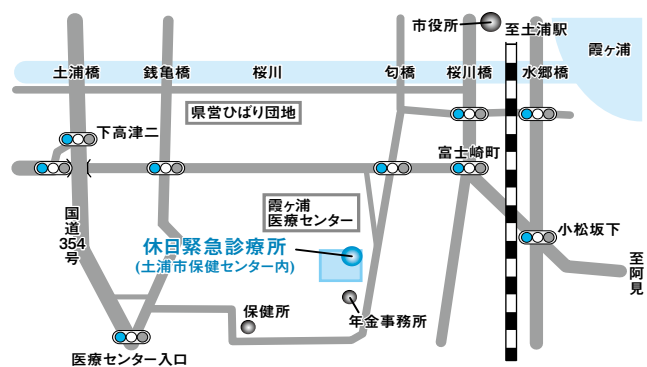 市役所
至土浦駅
霞ヶ浦
土浦橋
銭亀橋
桜川
匂橋
桜川橋
水郷橋
県営ひばり団地
下高津二
富士崎町
霞ヶ浦
医療センター
国道354号
休日緊急診療所
(土浦市保健センター内)
小松坂下
至阿見
保健所
年金事務所
医療センター入口